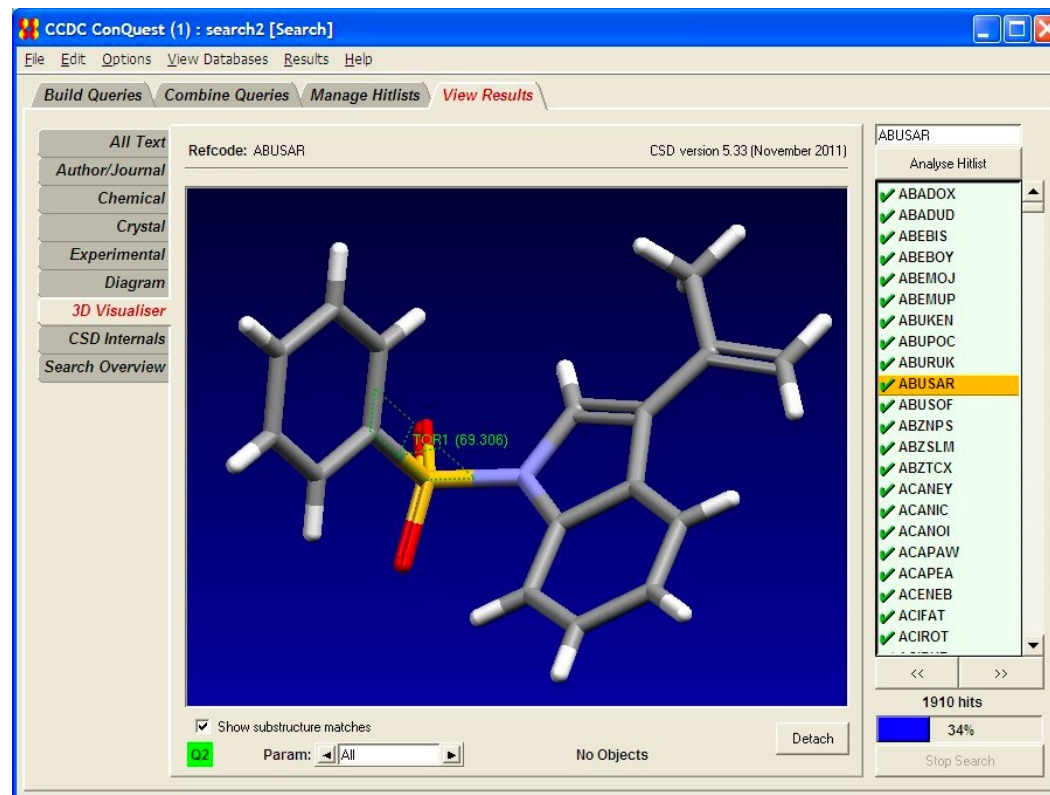 CCDC ConQuest (1) : search2 [Search]
File Edit Options View Databases Results Help
Build Queries Combine Queries Manage Hitlists View Results
All Text
Author/Journal
Chemical
Crystal
Experimental
Diagram
3D Visualiser
CSD Internals
Search Overview
Refcode: ABUSAR CSD version 5.33 (November 2011)
TOR1 (69.306)
Show substructure matches
Q2 Param: All No Objects Detach
ABUSAR
Analyse Hitlist
ABADOX
ABADUD
ABEBIS
ABEBOY
ABEMOJ
ABEMUP
ABUKEN
ABUPOC
ABURUK
ABUSAR
ABUSOF
ABZNPS
ABZSLM
ABZTCX
ACANEY
ACANIC
ACANOI
ACAPAW
ACAPEA
ACENEB
ACIFAT
ACIROT
<< >>
1910 hits
34%
Stop Search